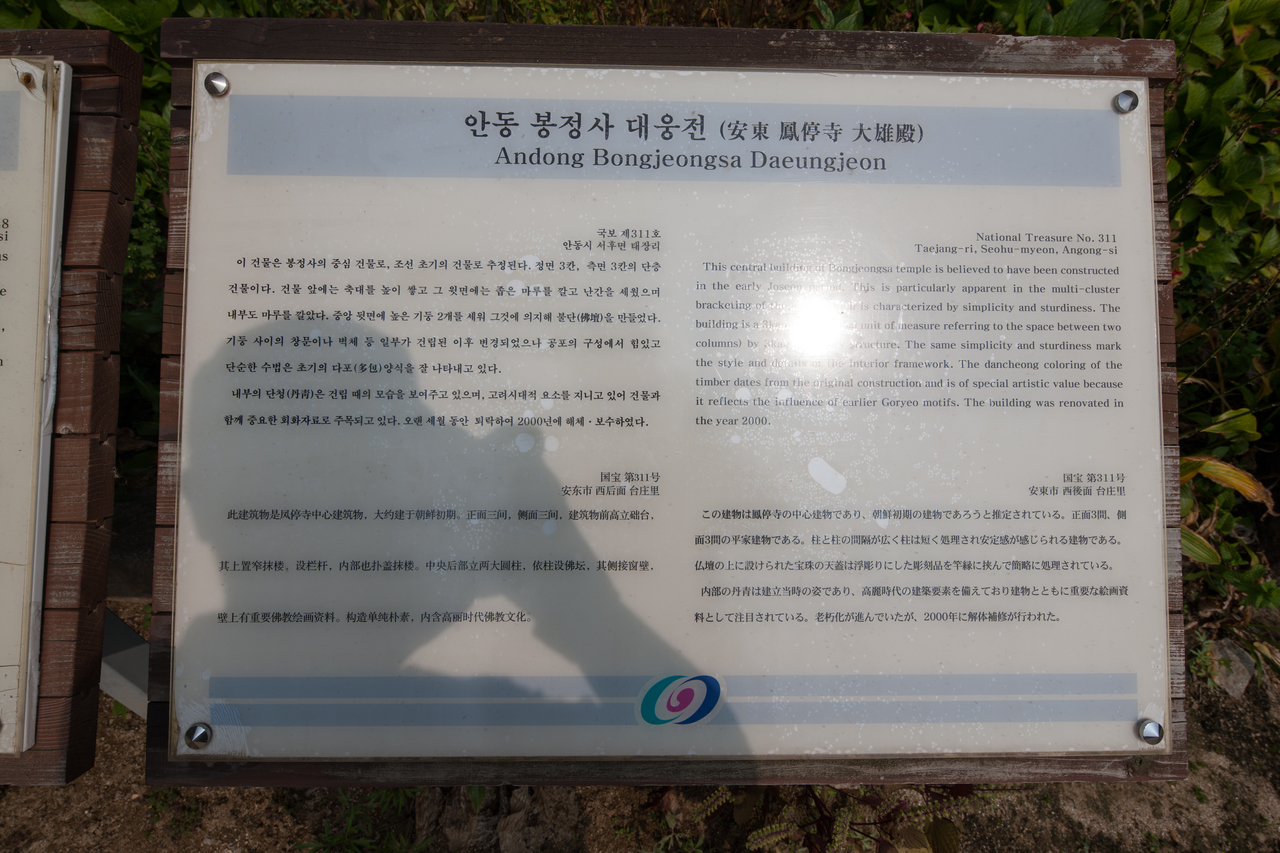 안동 봉정사 대웅전 (安東 鳳停寺 大雄殿)
Andong Bongjeongsa Daeungjeon
국보 제311호
안동시 서후면 태장리
이 건물은 봉정사의 중심 건물로, 조선 초기의 건물로 추정된다. 정면 3칸, 측면 3칸의 단층
건물이다. 건물 앞에는 축대를 높이 쌓고 그 윗면에는 좁은 마루를 깔고 난간을 세웠으며
내부도 마루를 깔았다. 중앙 뒷면에 높은 기둥 2개를 세워 그것에 의지해 불단(佛壇)을 만들었다.
기둥 사이의 창문이나 벽체 등 일부가 건립된 이후 변경되었으나 공포의 구성에서 힘있고
단순한 수법은 초기의 다포(多包)양식을 잘 나타내고 있다.
내부의 단청(丹靑)은 건립 때의 모습을 보여주고 있으며, 고려시대적 요소를 지니고 있어 건물과
함께 중요한 회화자료로 주목되고 있다. 오랜 세월 동안 퇴락하여 2000년에 해체·보수하였다.
National Treasure No. 311
Taejang-ri, Seohu-myeon, Angong-si
This central building of Bongjeongsa temple is believed to have been constructed
in the early Joseon This is particularly apparent in the multi-cluster
bracketing of the is characterized by simplicity and sturdiness. The
building is a unit of measure referring to the space between two
columns) by structure. The same simplicity and sturdiness mark
the style and of the interior framework. The dancheong coloring of the
timber dates from the original construction and is of special artistic value because
it reflects the influence of earlier Goryeo motifs. The building was renovated in
the year 2000.
国宝 第311号
安东市 西后面 台庄里
此建筑物是凤停寺中心建筑物，大约建于朝鲜初期。正面三间，侧面三间，建筑物前高立础台，
其上置窄抹楼。设栏杆，内部也扑盖抹楼。中央后部立两大圆柱，依柱设佛坛，其侧接窗壁，
壁上有重要佛教绘画资料。构造单纯朴素，内含高丽时代佛教文化。
国宝 第311号
安東市 西後面 台庄里
この建物は鳳停寺の中心建物であり、朝鮮初期の建物であろうと推定されている。正面3間、側
面3間の平家建物である。柱と柱の間隔が広く柱は短く処理され安定感が感じられる建物である。
仏壇の上に設けられた宝珠の天蓋は浮彫りにした彫刻品を竿縁に挟んで簡略に処理されている。
内部の丹青は建立当時の姿であり、高麗時代の建築要素を備えており建物とともに重要な絵画資
料として注目されている。老朽化が進んでいたが、2000年に解体補修が行われた。